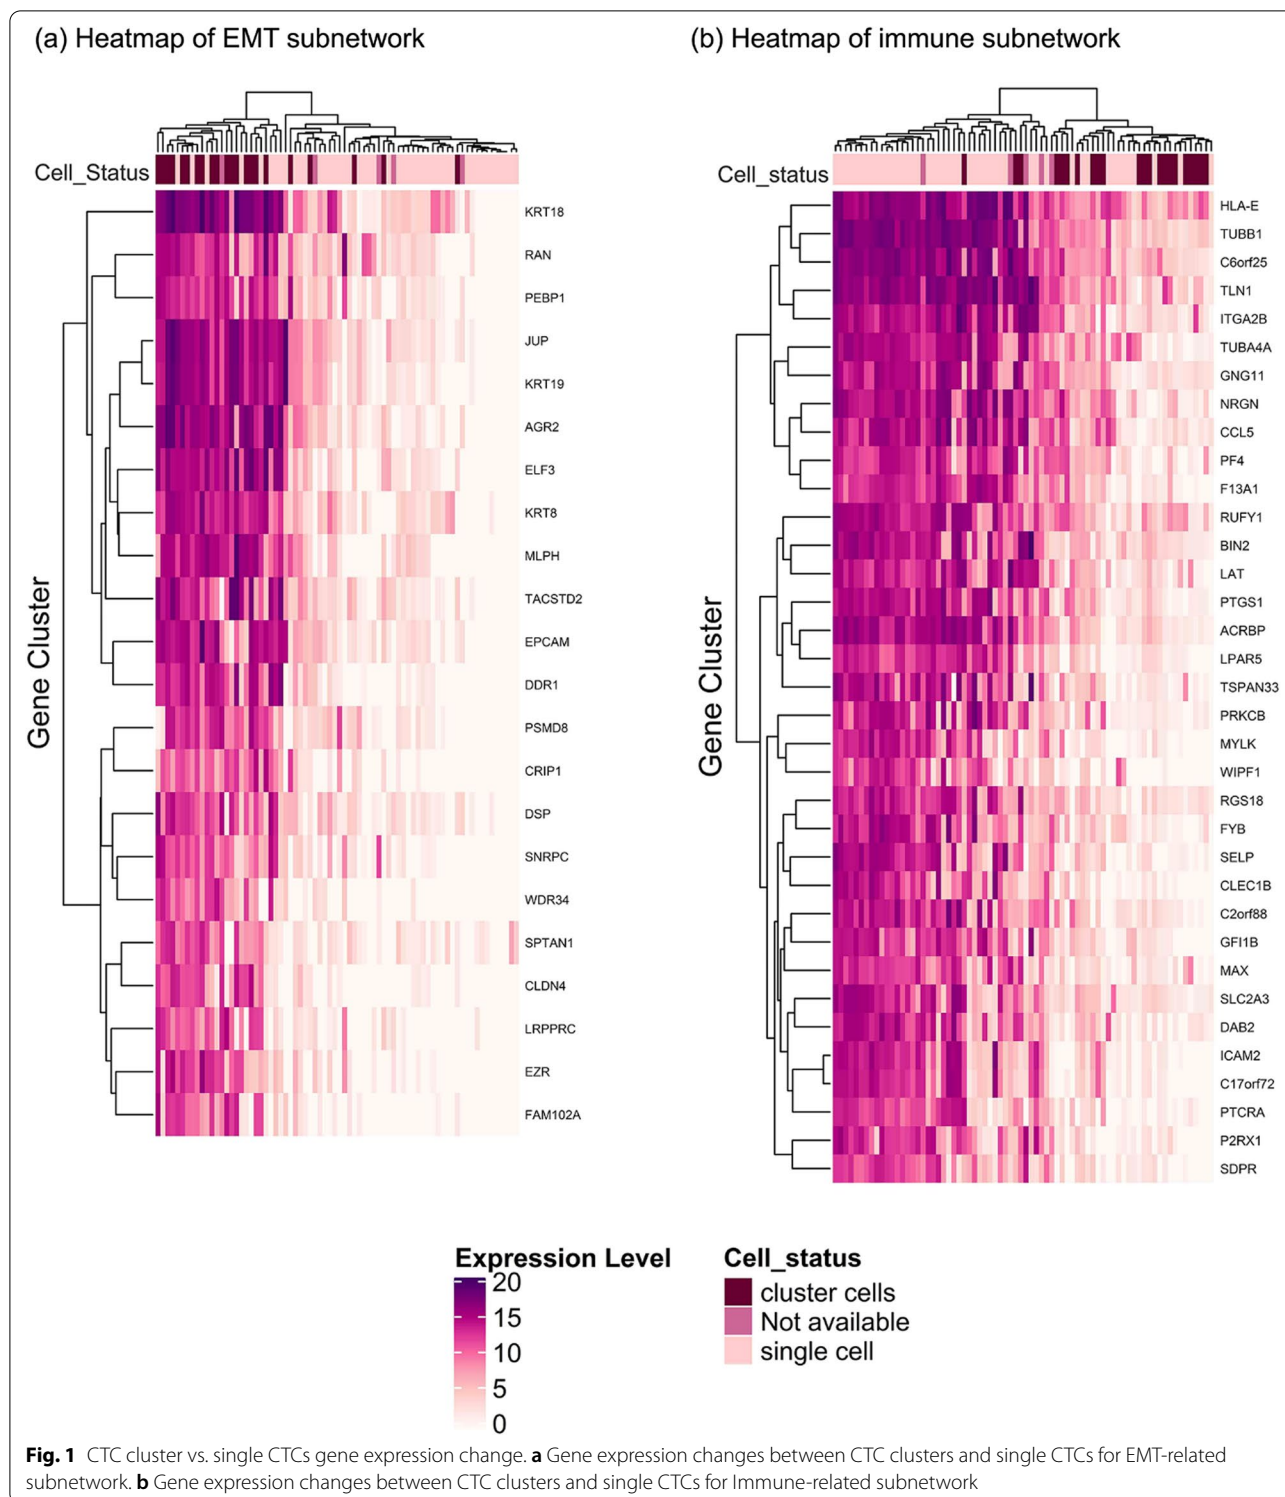 (a) Heatmap of EMT subnetwork
Cell_Status
KRT18
RAN
PEBP1
JUP
KRT19
AGR2
ELF3
KRT8
MLPH
TACSTD2
EPCAM
DDR1
PSMD8
CRIP1
DSP
SNRPC
WDR34
SPTAN1
CLDN4
LRPPRC
EZR
FAM102A
Gene Cluster
(b) Heatmap of immune subnetwork
Cell_status
HLA-E
TUBB1
C6orf25
TLN1
ITGA2B
TUBA4A
GNG11
NRGN
CCL5
PF4
F13A1
RUFY1
BIN2
LAT
PTGS1
ACRBP
LPAR5
TSPAN33
PRKCB
MYLK
WIPF1
RGS18
FYB
SELP
CLEC1B
C2orf88
GFI1B
MAX
SLC2A3
DAB2
ICAM2
C17orf72
PTCRA
P2RX1
SDPR
Gene Cluster
Expression Level
20
15
10
5
0
Cell_status
cluster cells
Not available
single cell
Fig. 1 CTC cluster vs. single CTCs gene expression change. a Gene expression changes between CTC clusters and single CTCs for EMT-related
subnetwork. b Gene expression changes between CTC clusters and single CTCs for Immune-related subnetwork